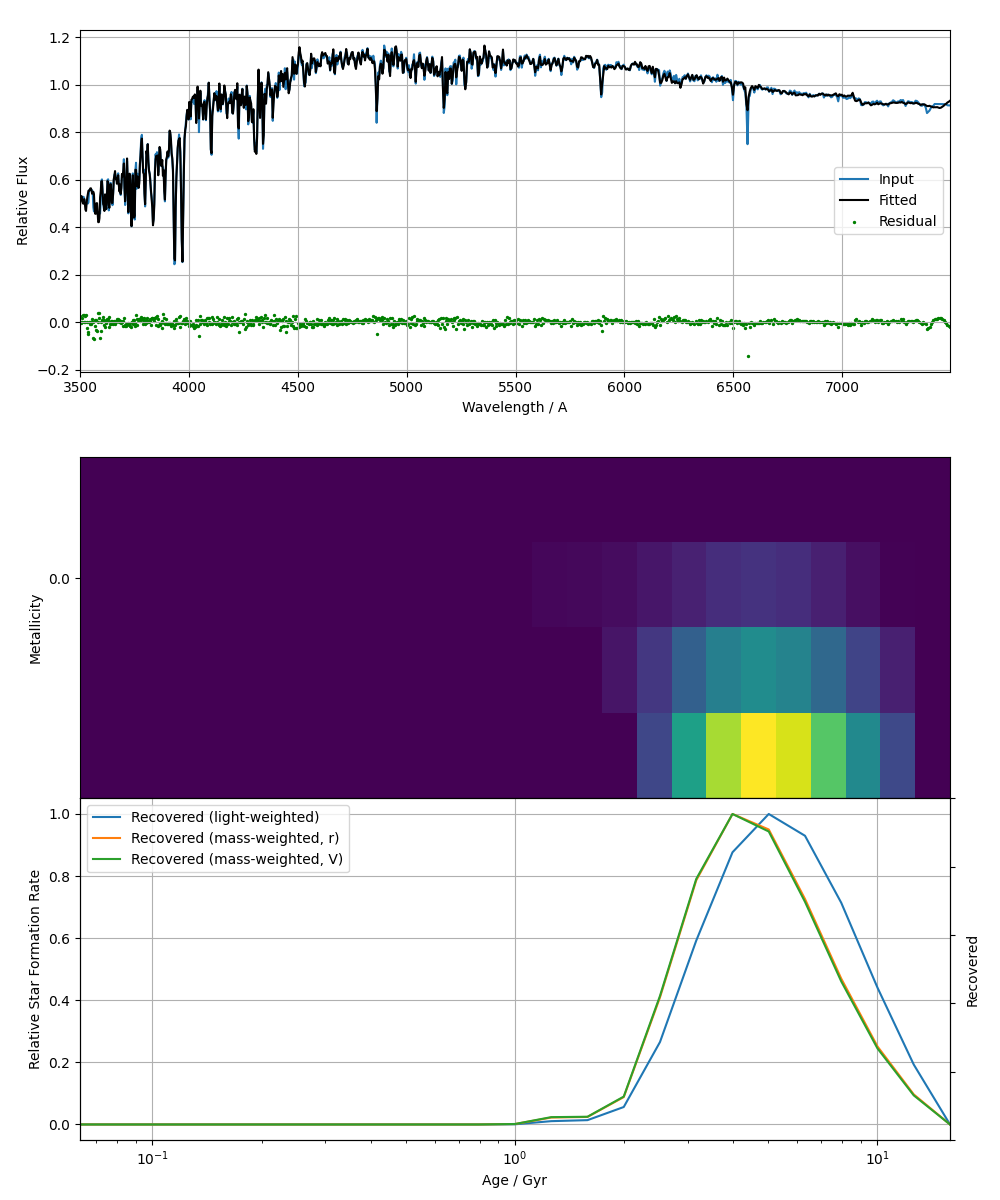 1.2
1.0
0.8
0.6
0.4
0.2
0.0
−0.2
Relative Flux
Input
Fitted
Residual
3500 4000 4500 5000 5500 6000 6500 7000
Wavelength / A
0.0
Metallicity
1.0
0.8
0.6
0.4
0.2
0.0
Relative Star Formation Rate
Recovered (light-weighted)
Recovered (mass-weighted, r)
Recovered (mass-weighted, V)
Recovered
10⁻¹ 10⁰ 10¹
Age / Gyr